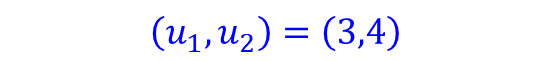 (u₁,u₂) = (3,4)